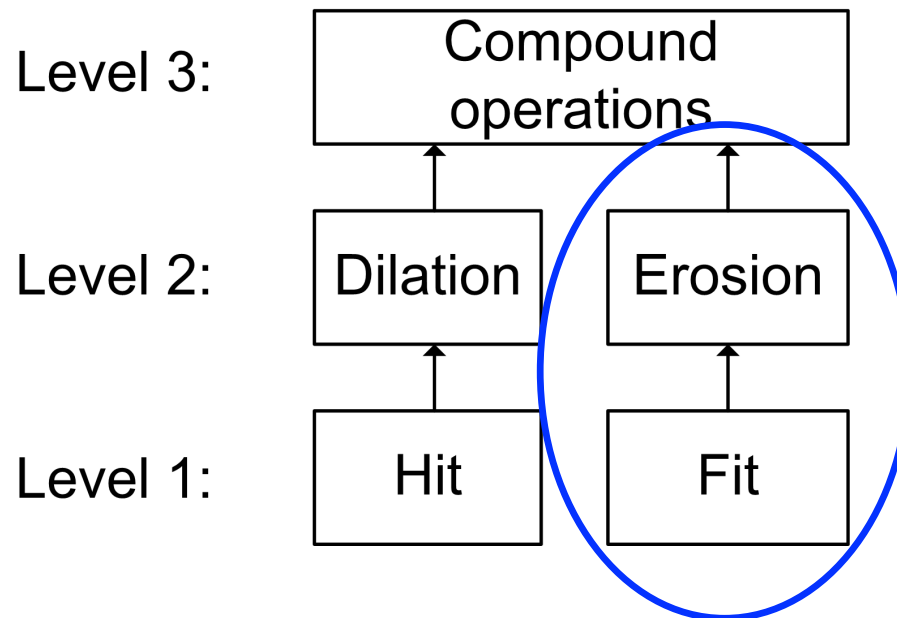 Level 3:
Compound
operations
Level 2:
Dilation
Erosion
Level 1:
Hit
Fit